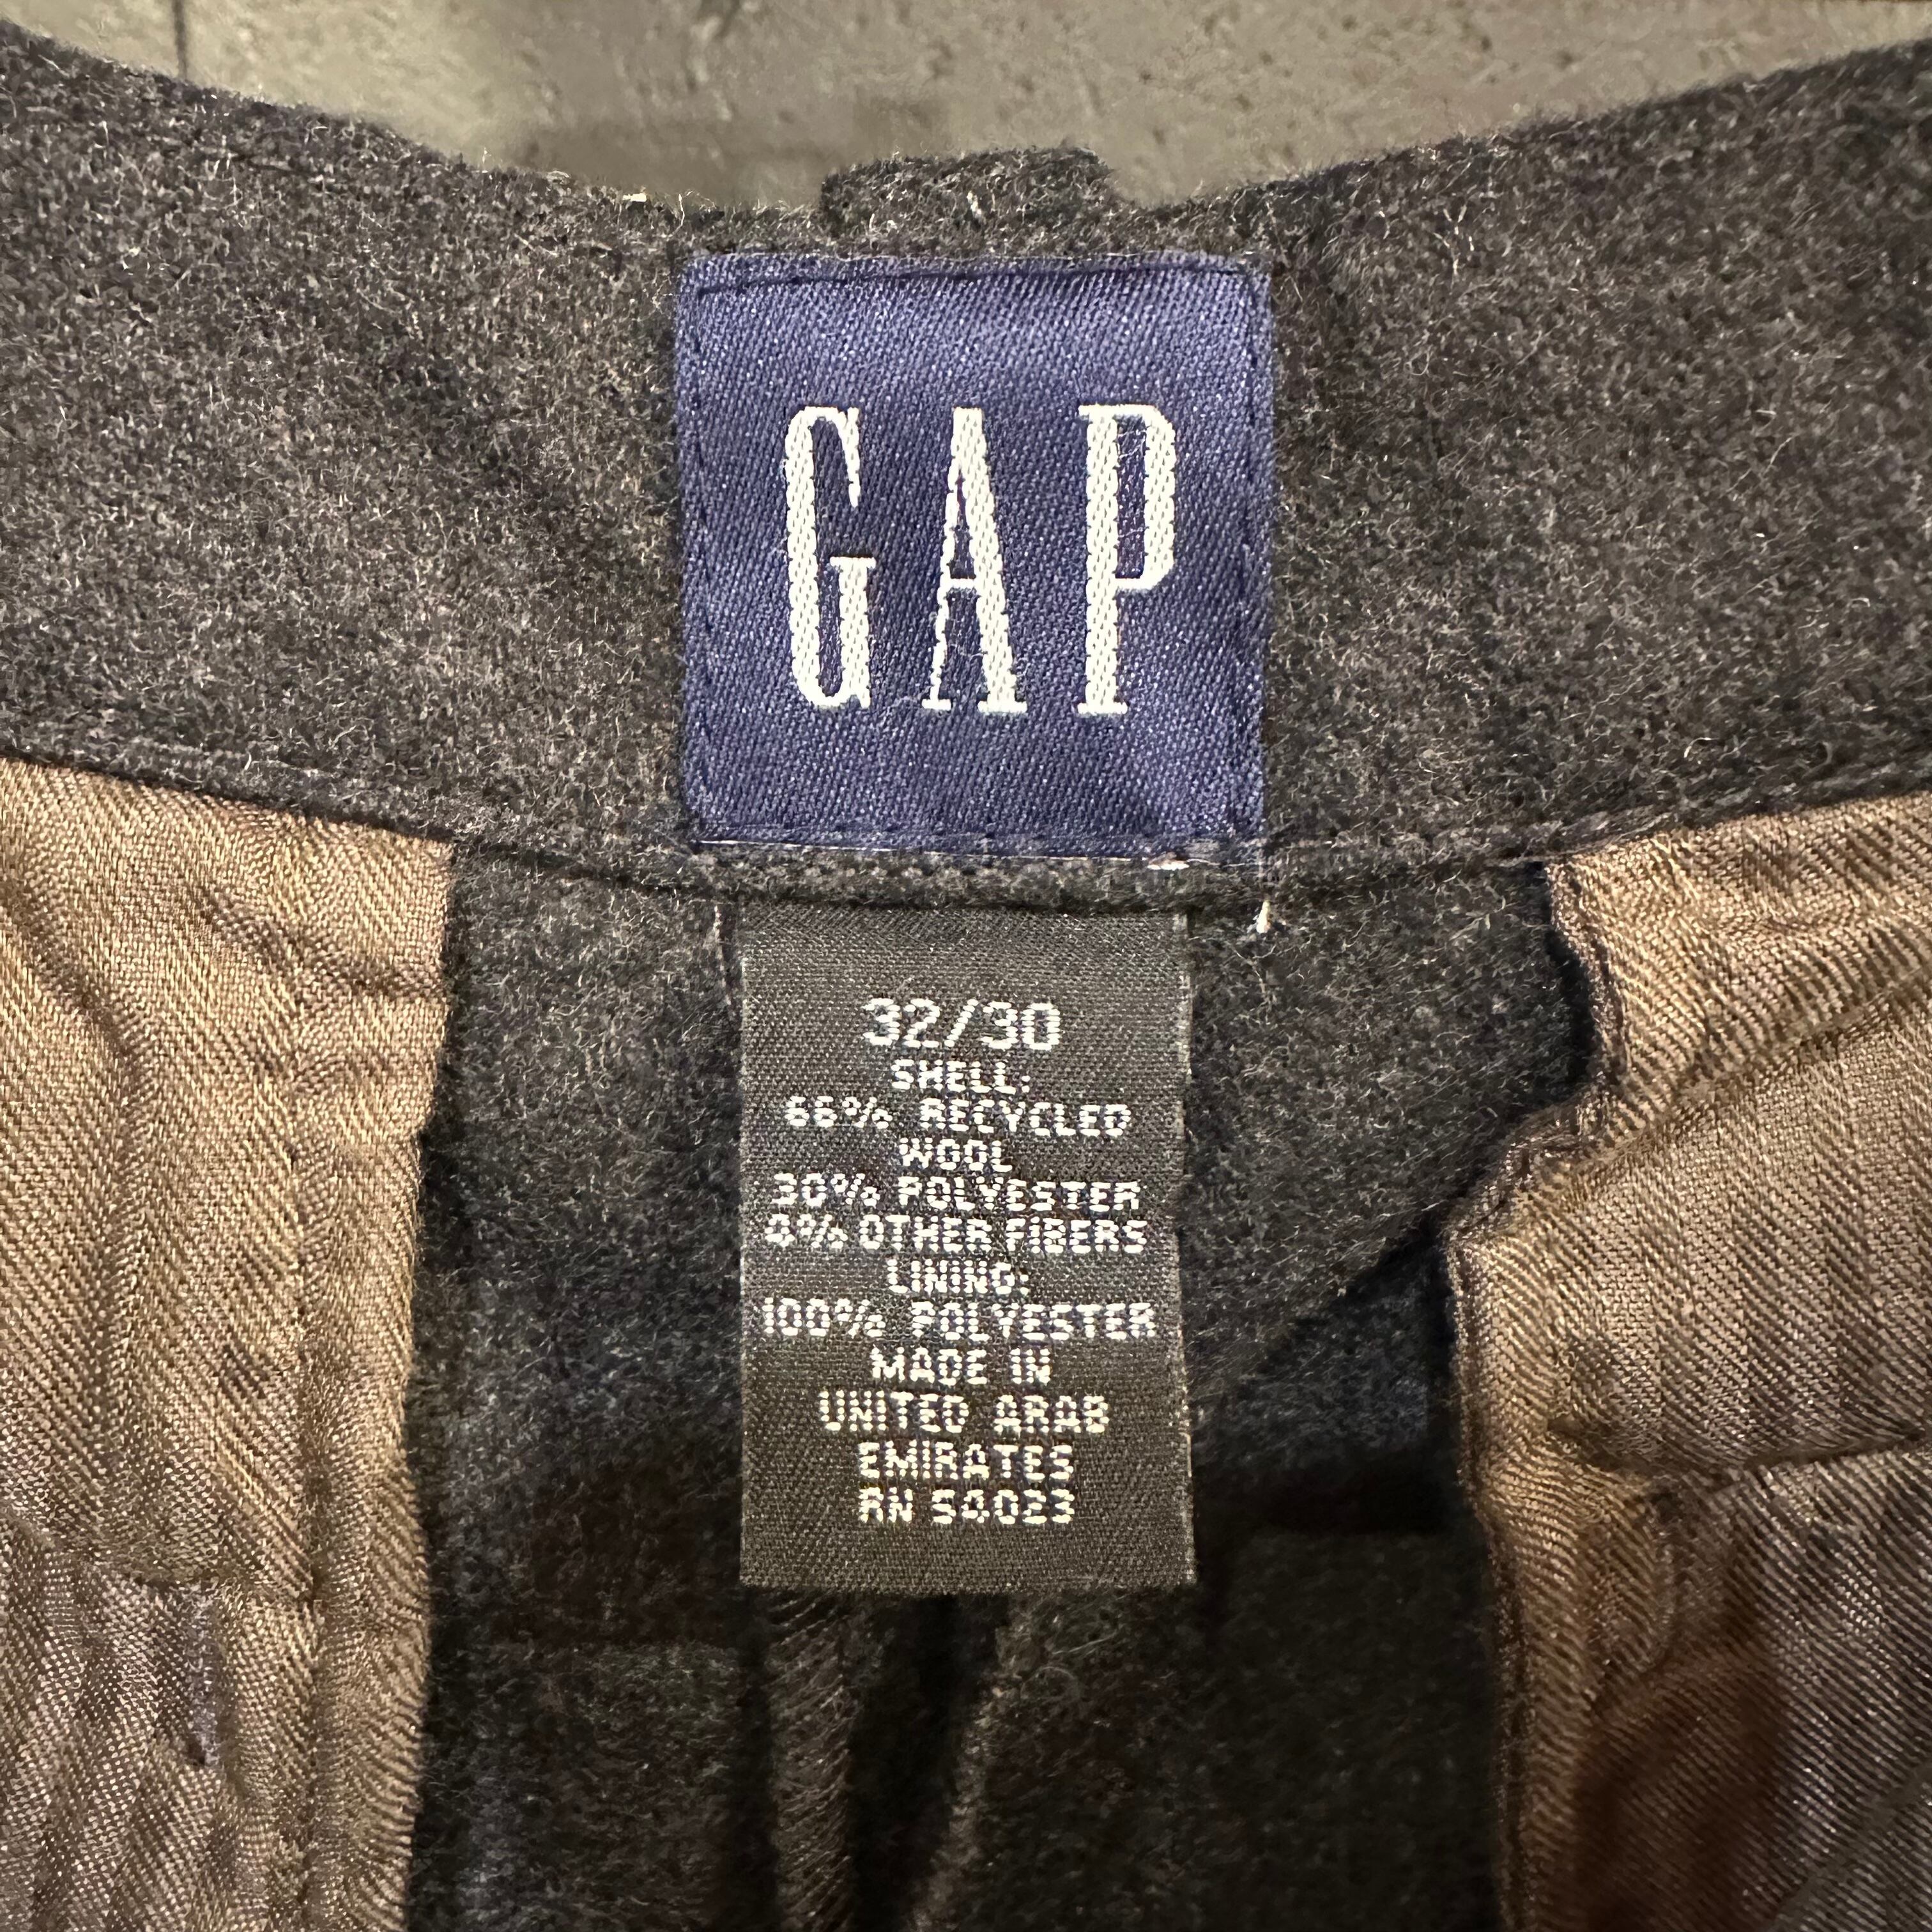 GAP
32/30
SHELL:
66% RECYCLED
WOOL
30% POLYESTER
% OTHER FIBERS
LINING:
100% POLYESTER
MADE IN
UNITED ARAB
EMIRATES
RN 54023